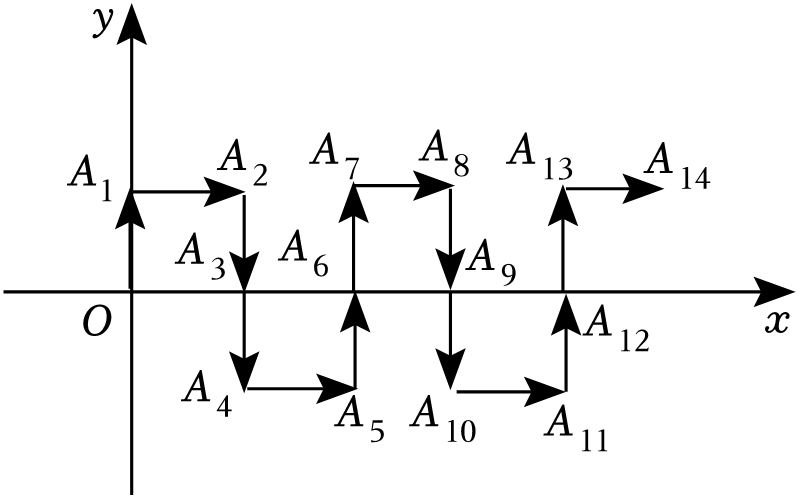 y
A₁ A₂ A₇ A₈ A₁₃ A₁₄
A₃ A₆ A₉
O A₁₂ x
A₄ A₅ A₁₀ A₁₁